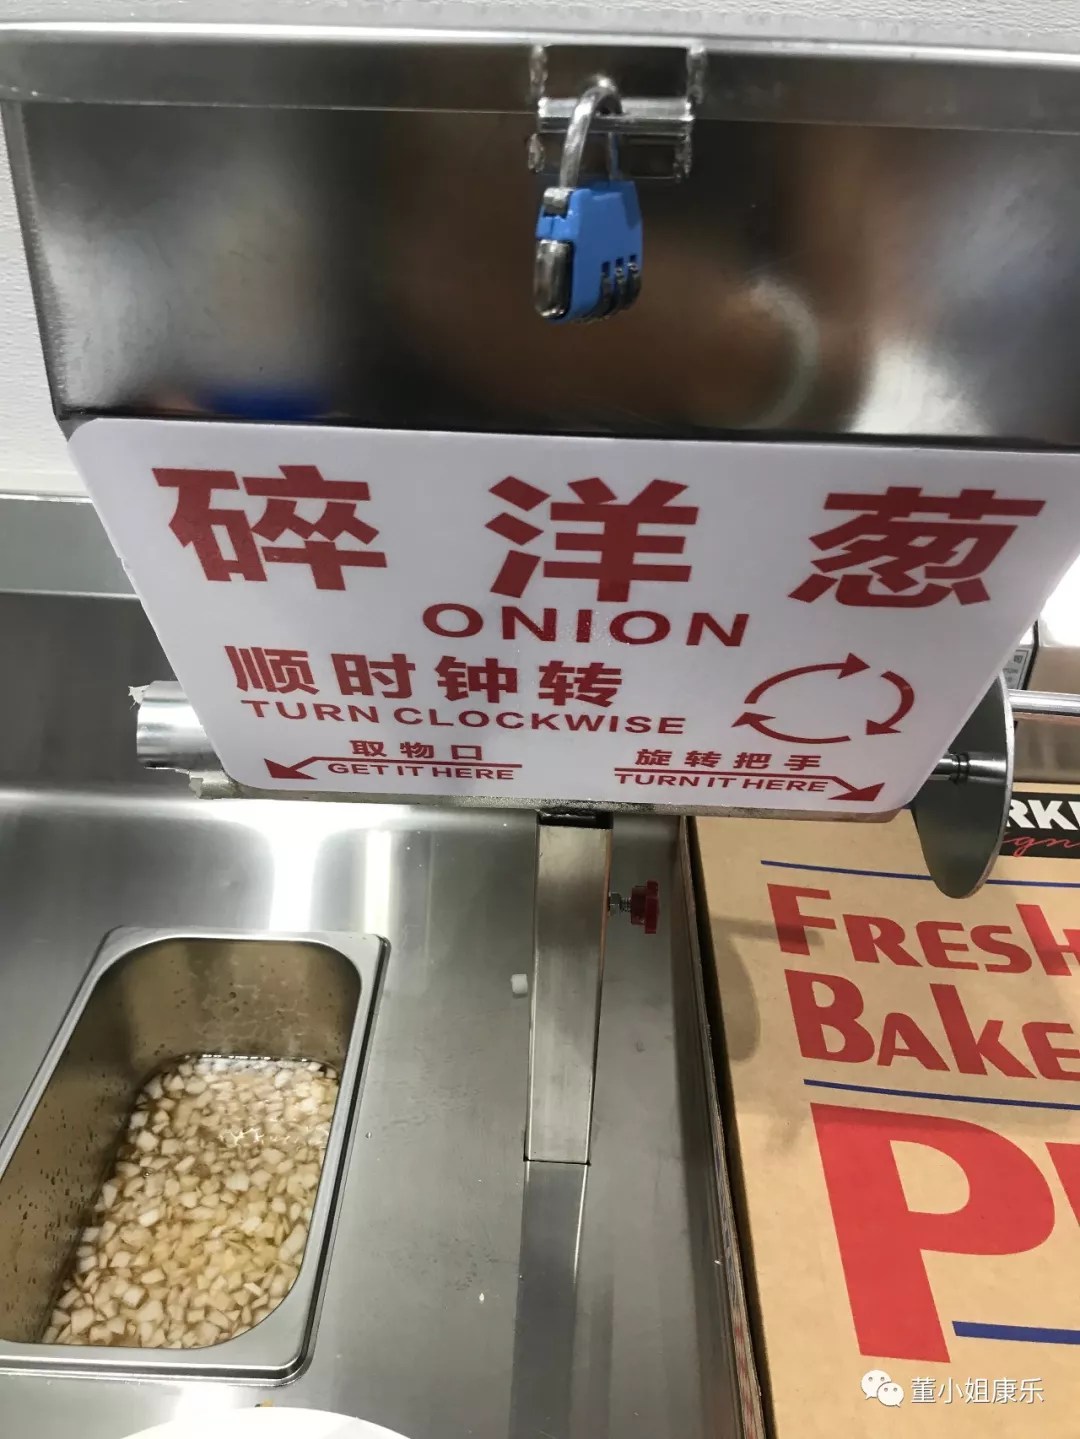 碎洋葱
ONION
顺时钟转
TURN CLOCKWISE
取物口
GET IT HERE
旋转把手
TURN IT HERE
FRESH
BAKE
董小姐康乐